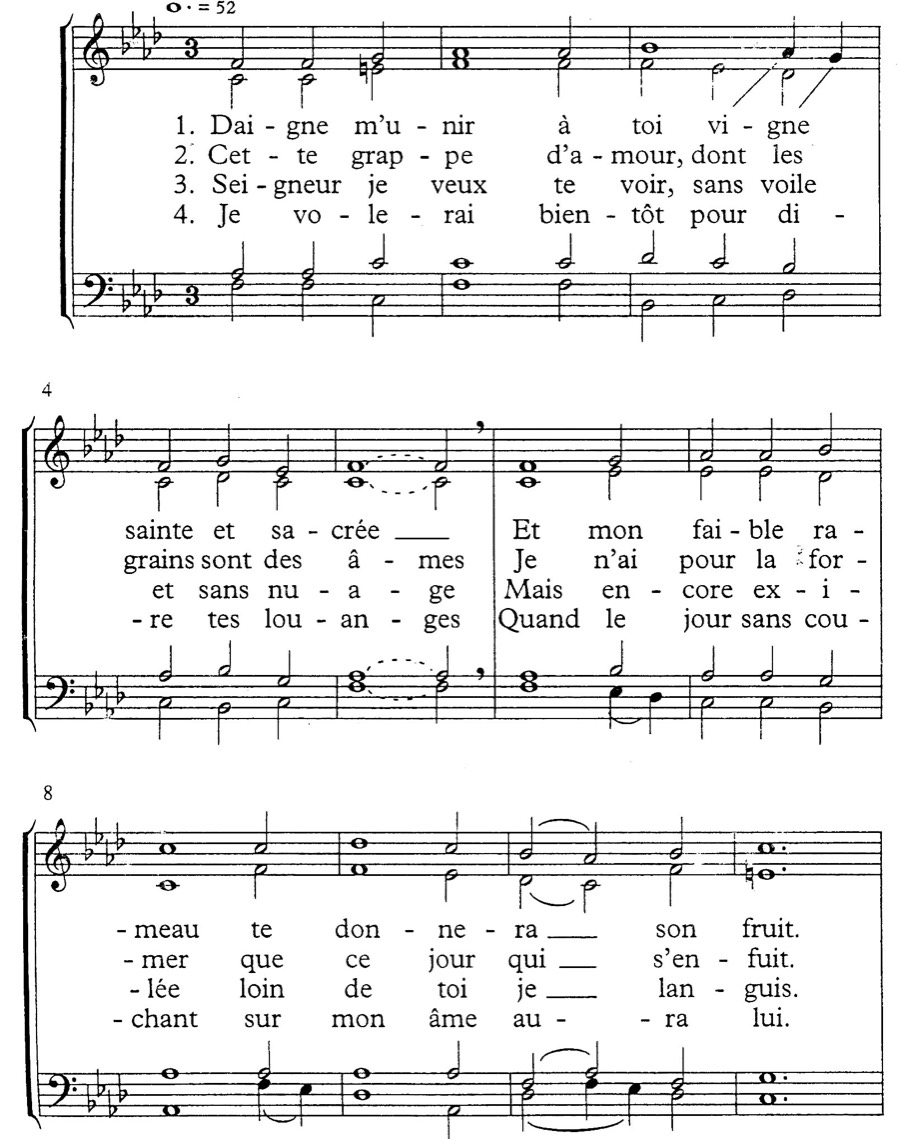 = 52
3
1. Dai - gne m'u - nir à toi vi - gne
2. Cet - te grap - pe d'a - mour, dont les
3. Sei - gneur je veux te voir, sans voile
4. Je vo - le - rai bien - tôt pour di -
3
4
sainte et sa - crée
grains sont des â - mes
et sans nu - a - ge
- re tes lou - an - ges
Et mon fai - ble ra -
Je n'ai pour la for -
Mais en - core ex - i -
Quand le jour sans cou -
8
- meau te don - ne - ra son fruit.
- mer que ce jour qui s'en - fuit.
- lée loin de toi je lan - guis.
- chant sur mon âme au - - ra lui.